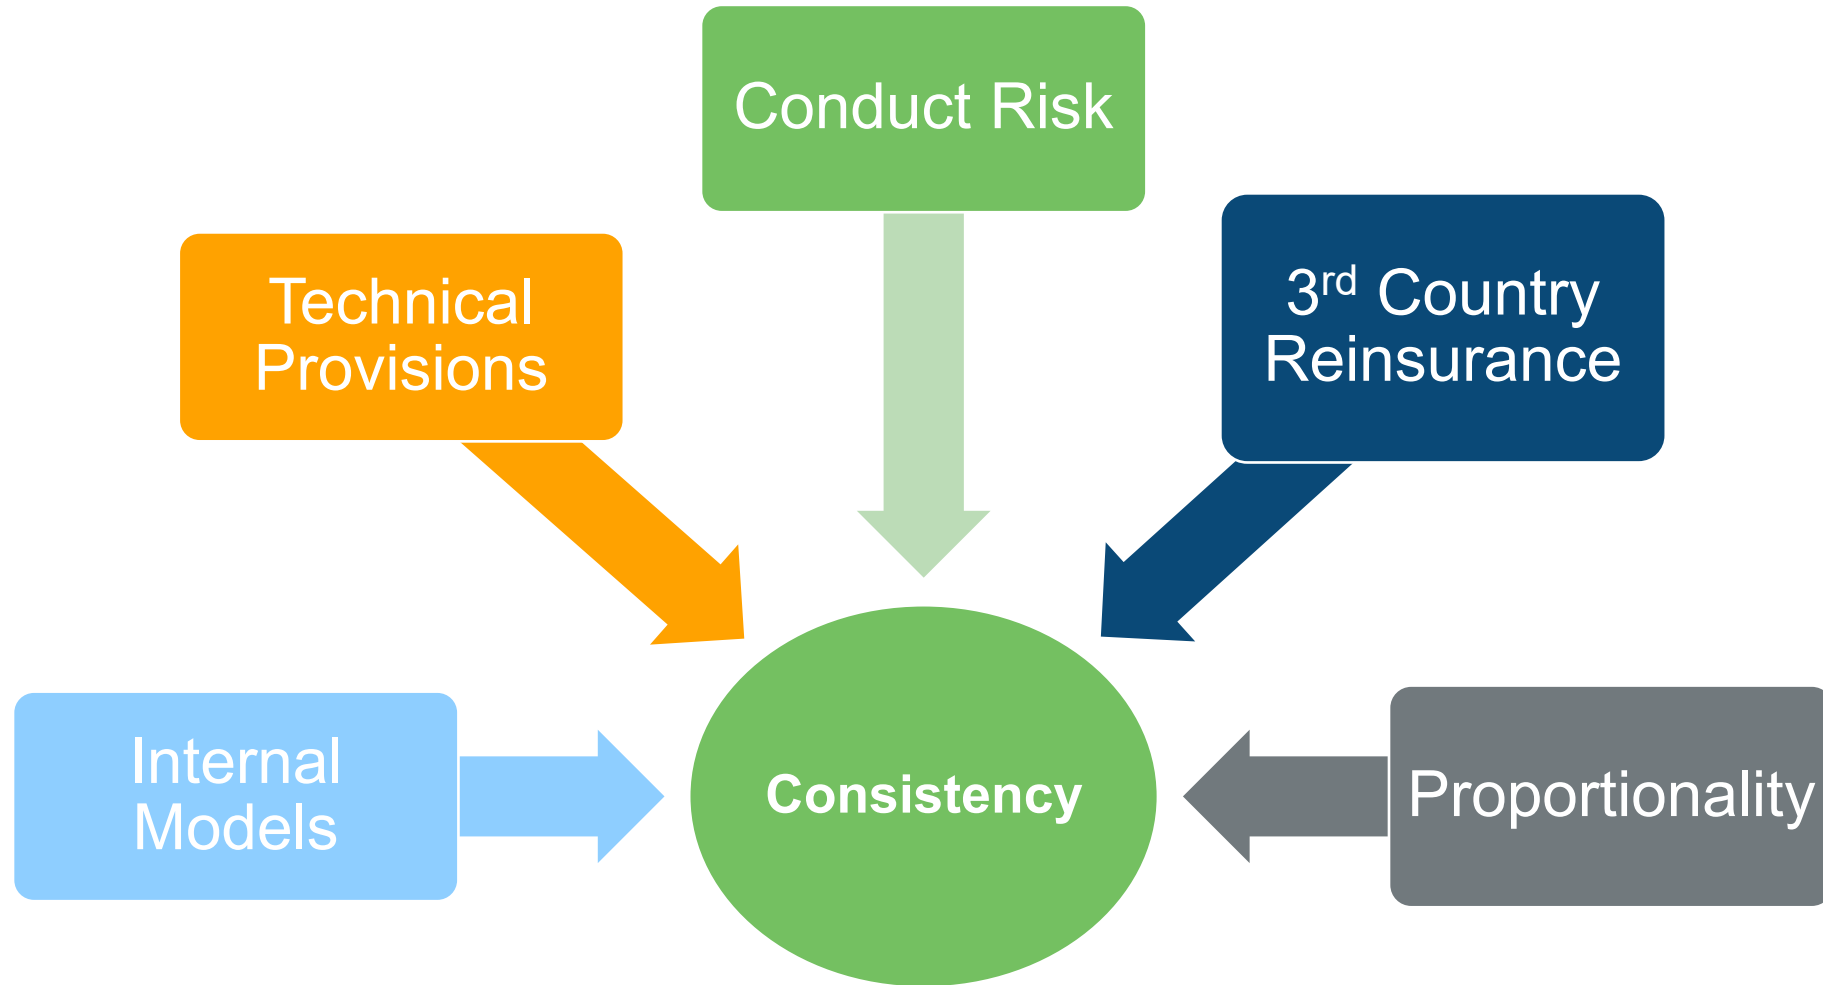 Conduct Risk
Technical
Provisions
3rd Country
Reinsurance
Internal
Models
Consistency
Proportionality